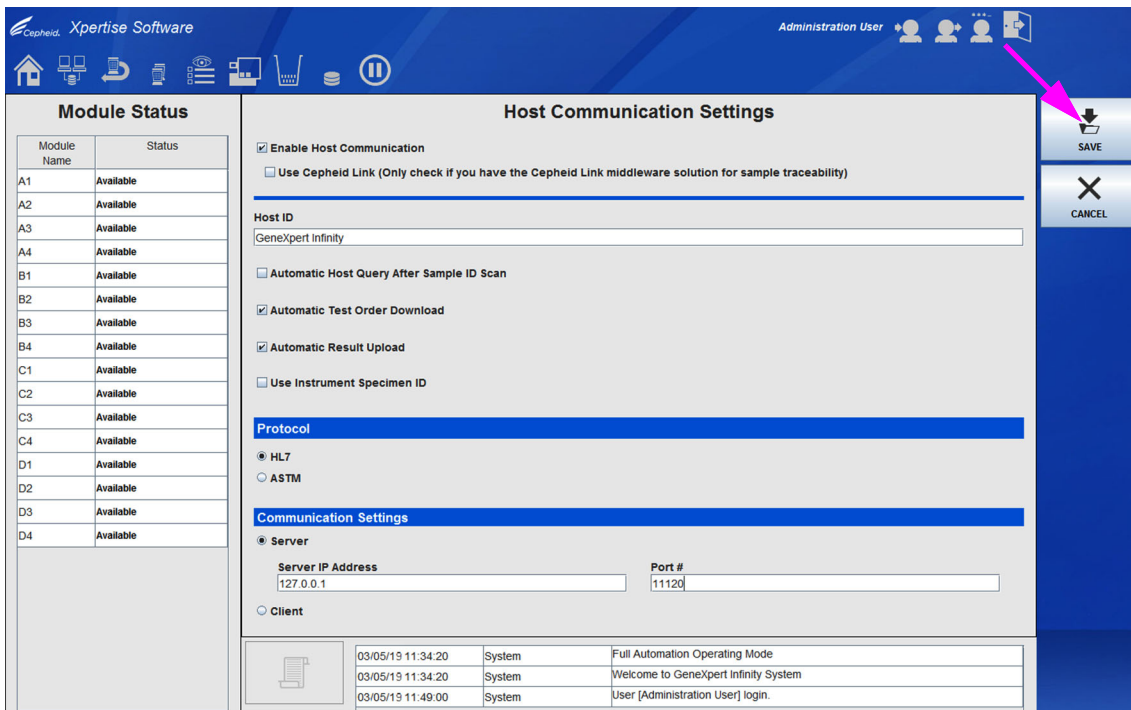 Cepheid. Xpertise Software
Administration User
Module Status
Module Name Status
A1 Available
A2 Available
A3 Available
A4 Available
B1 Available
B2 Available
B3 Available
B4 Available
C1 Available
C2 Available
C3 Available
C4 Available
D1 Available
D2 Available
D3 Available
D4 Available
Host Communication Settings
Enable Host Communication
Use Cepheid Link (Only check if you have the Cepheid Link middleware solution for sample traceability)
Host ID
GeneXpert Infinity
Automatic Host Query After Sample ID Scan
Automatic Test Order Download
Automatic Result Upload
Use Instrument Specimen ID
Protocol
HL7
ASTM
Communication Settings
Server
Server IP Address Port #
127.0.0.1 11120
Client
03/05/19 11:34:20 System Full Automation Operating Mode
03/05/19 11:34:20 System Welcome to GeneXpert Infinity System
03/05/19 11:49:00 System User [Administration User] login.
SAVE
CANCEL